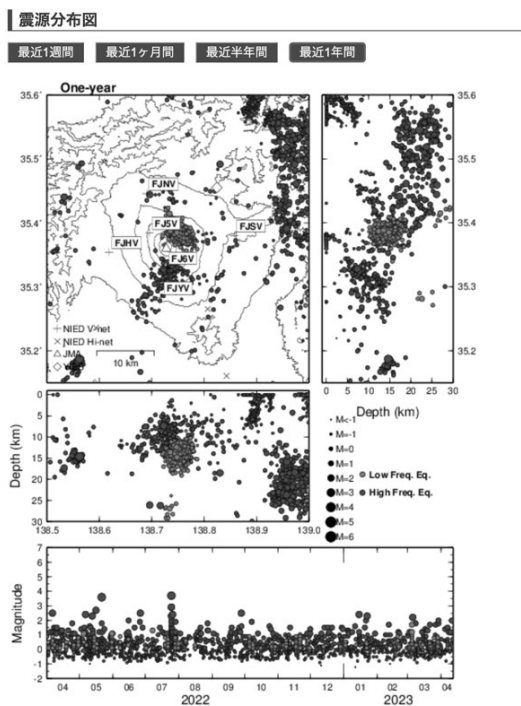 震源分布図
最近1週間
最近1ヶ月間
最近半年間
最近1年間
One-year
35.6°
35.5°
35.4°
35.3°
35.2°
FJNV
FJ5V
FJSV
FJHV
FJ6V
FJYV
NIED V-net
NIED Hi-net
JMA
10 km
35.6
35.5
35.4
35.3
35.2
0 5 10 15 20 25 30
Depth (km)
Depth (km)
0
5
10
15
20
25
30
138.5 138.6 138.7 138.8 138.9 139.0
M<-1
M=-1
M=0
M=1
M=2
M=3
M=4
M=5
M=6
Low Freq. Eq.
High Freq. Eq.
Magnitude
7
6
5
4
3
2
1
0
-1
-2
04 05 06 07 08 09 10 11 12 01 02 03 04
2022 2023